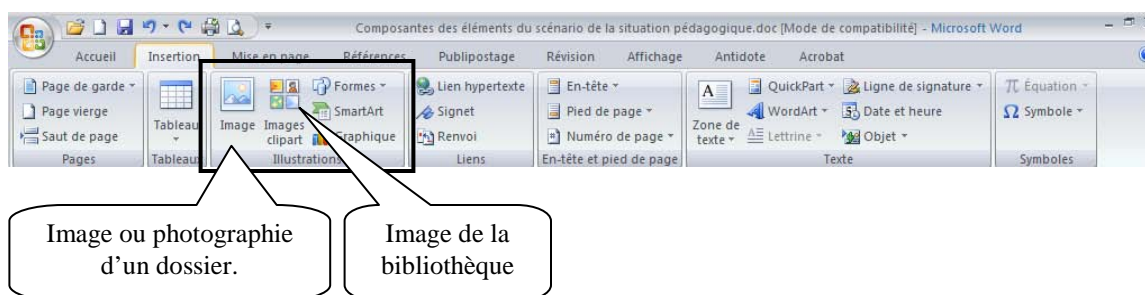 Composantes des éléments du scénario de la situation pédagogique.doc [Mode de compatibilité] - Microsoft Word
Accueil Insertion Mise en page Références Publipostage Révision Affichage Antidote Acrobat
Page de garde
Page vierge
Saut de page
Pages
Tableau
Tableaux
Image
Images clipart
Formes
SmartArt
Graphique
Illustrations
Lien hypertexte
Signet
Renvoi
Liens
En-tête
Pied de page
Numéro de page
En-tête et pied de page
A
Zone de texte
QuickPart
WordArt
Lettrine
Ligne de signature
Date et heure
Objet
Texte
π Équation
Ω Symbole
Symboles
Image ou photographie
d’un dossier.
Image de la
bibliothèque